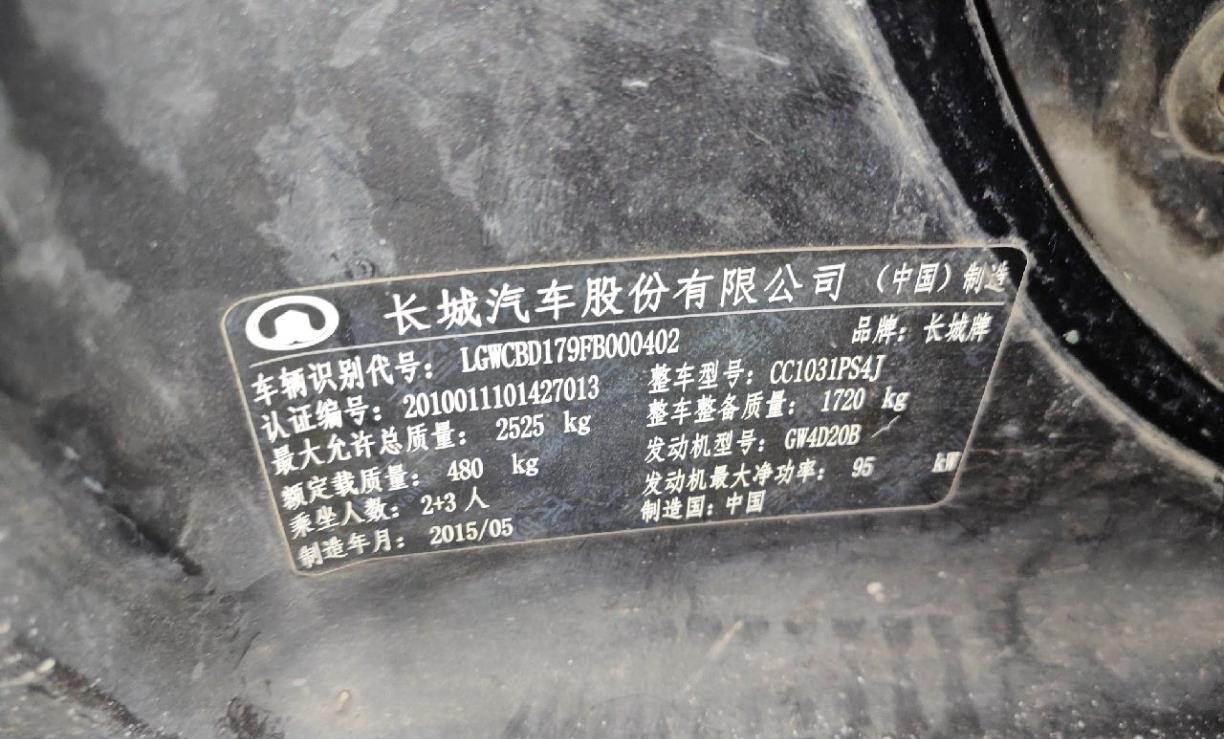 长城汽车股份有限公司（中国）制造
品牌：长城牌
车辆识别代号：LGWCBD179FB000402
整车型号：CC1031PS4J
认证编号：2010011101427013
整车整备质量：1720 kg
最大允许总质量：2525 kg
发动机型号：GW4D20B
额定载质量：480 kg
发动机最大净功率：95 kW
乘坐人数：2+3 人
制造国：中国
制造年月：2015/05